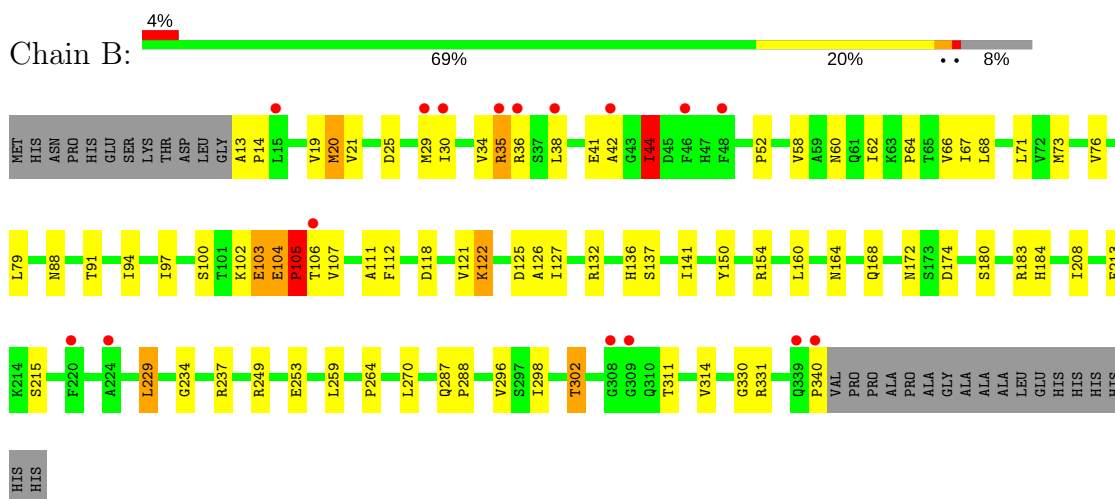 4%
Chain B:
69% 20% • • 8%
MET HIS ASN PRO HIS GLU SER LYS THR ASP LEU GLY A13 P14 L15 V19 M20 V21 D25 M29 I30 V34 R35 R36 S37 L38 E41 A42 G43 I44 D45 F46 H47 F48 P52 V58 A59 N60 Q61 I62 K63 P64 T65 V66 I67 L68 L71 V72 M73 V76
L79 N88 T91 I94 I97 S100 T101 K102 E103 E104 P105 T106 V107 A111 F112 D118 V121 K122 D125 A126 I127 R132 H136 S137 I141 Y150 R154 L160 N164 Q168 N172 S173 D174 S180 R183 H184 I208
K214 S215 F220 A224 L229 G234 R237 R249 E253 L259 P264 L270 Q287 P288 V296 S297 I298 T302 G308 G309 Q310 T311 V314 G330 R331 Q339 P340 VAL PRO PRO ALA PRO ALA GLY ALA ALA ALA ALA LEU GLU HIS HIS HIS HIS
HIS HIS